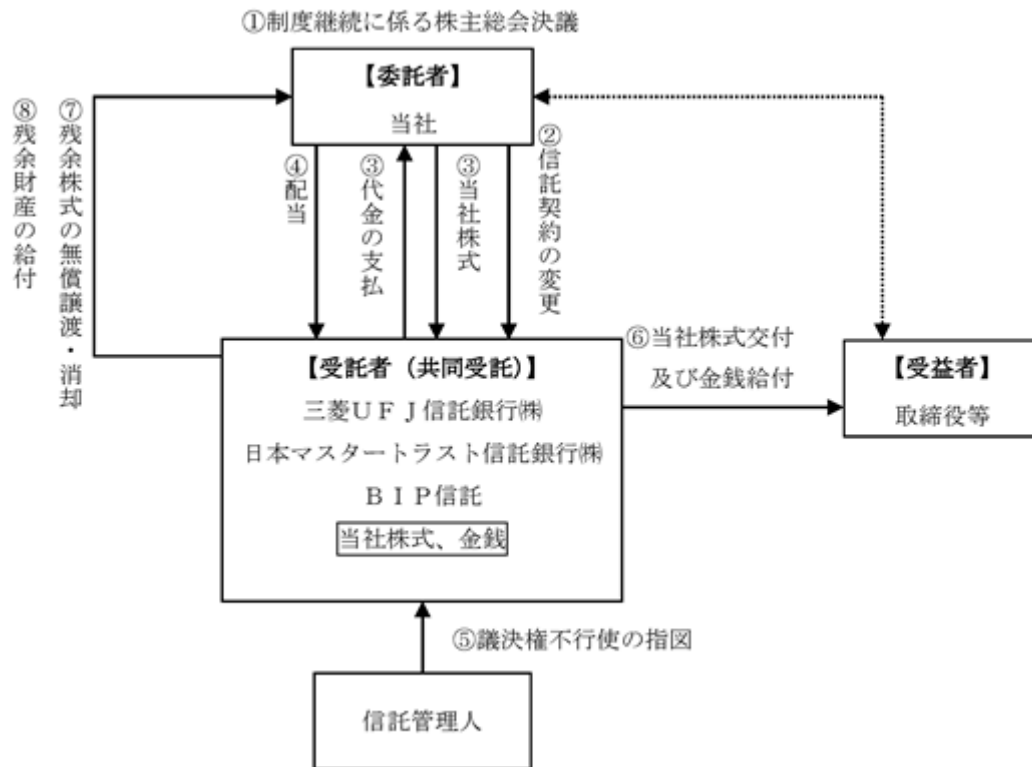 ①制度継続に係る株主総会決議
【委託者】
当社
⑧残余財産の給付
⑦残余株式の無償譲渡・消却
④配当
③代金の支払
③当社株式
②信託契約の変更
【受託者（共同受託）】
三菱ＵＦＪ信託銀行㈱
日本マスタートラスト信託銀行㈱
ＢＩＰ信託
当社株式、金銭
⑥当社株式交付
及び金銭給付
【受益者】
取締役等
⑤議決権不行使の指図
信託管理人